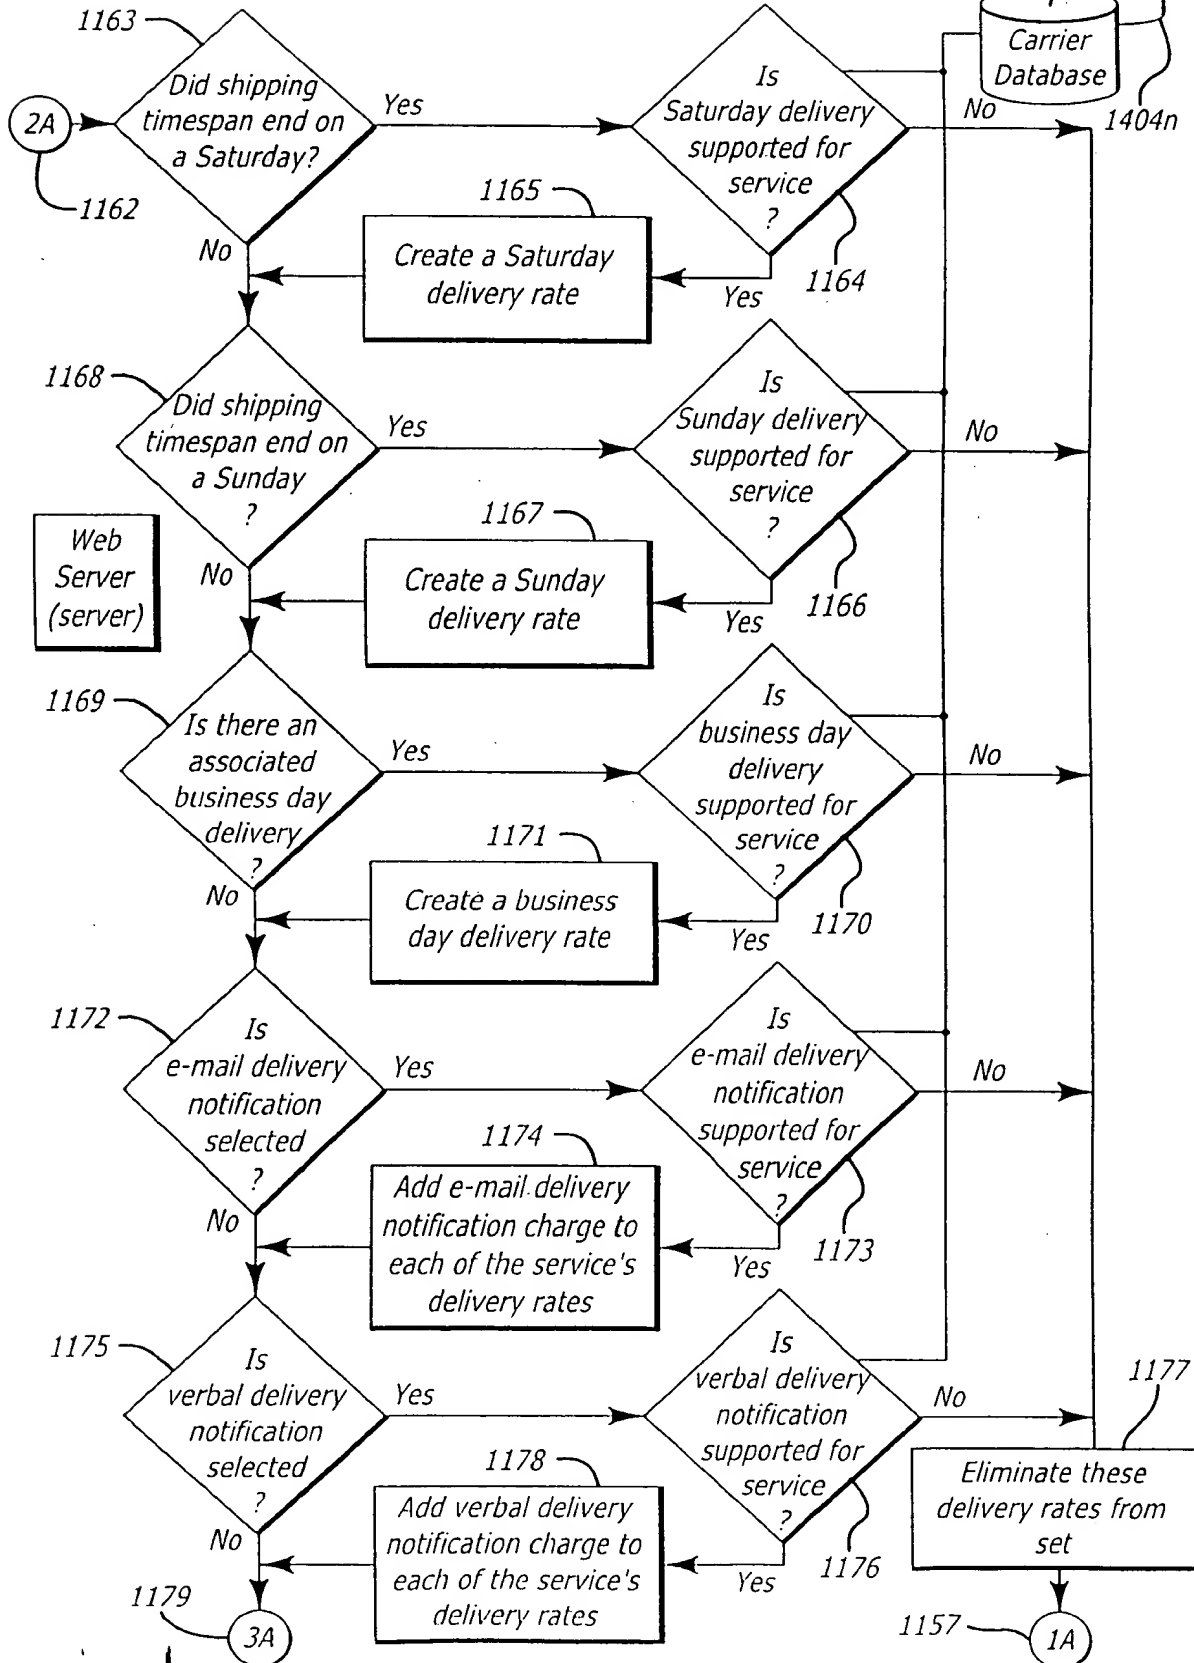 1163
Carrier
Database
1404n
Did shipping
timespan end on
a Saturday?
Yes
Is
Saturday delivery
supported for
service
?
No
2A
1162
1165
Create a Saturday
delivery rate
No
Yes
1164
1168
Did shipping
timespan end on
a Sunday
?
Yes
Is
Sunday delivery
supported for
service
?
No
Web
Server
(server)
1167
Create a Sunday
delivery rate
No
Yes
1166
1169
Is there an
associated
business day
delivery
?
Yes
Is
business day
delivery
supported for
service
?
No
1171
Create a business
day delivery rate
No
Yes
1170
1172
Is
e-mail delivery
notification
selected
?
Yes
Is
e-mail delivery
notification
supported for
service
?
No
1174
Add e-mail delivery
notification charge to
each of the service's
delivery rates
No
Yes
1173
1175
Is
verbal delivery
notification
selected
?
Yes
Is
verbal delivery
notification
supported for
service
?
No
1177
Eliminate these
delivery rates from
set
1178
Add verbal delivery
notification charge to
each of the service's
delivery rates
No
Yes
1176
1179
3A
1157
1A